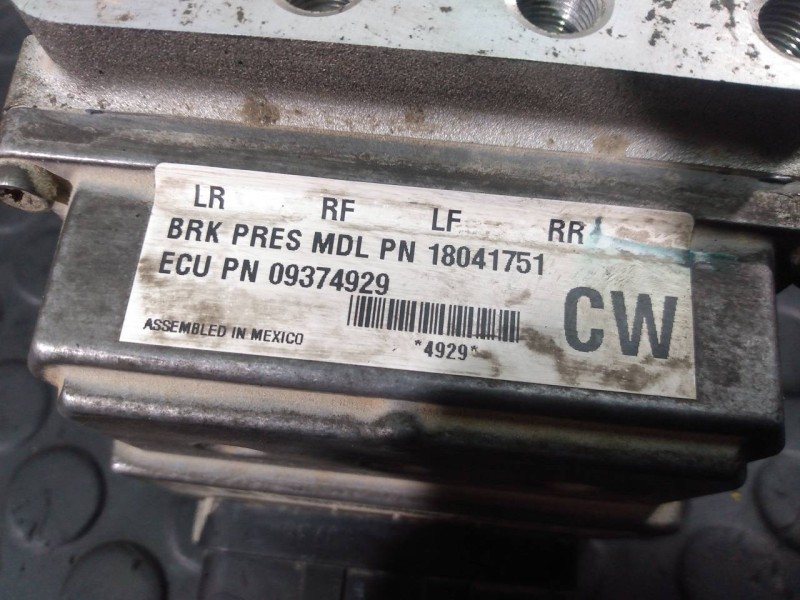 LR RF LF RR
BRK PRES MDL PN 18041751
ECU PN 09374929
CW
ASSEMBLED IN MEXICO
*4929*